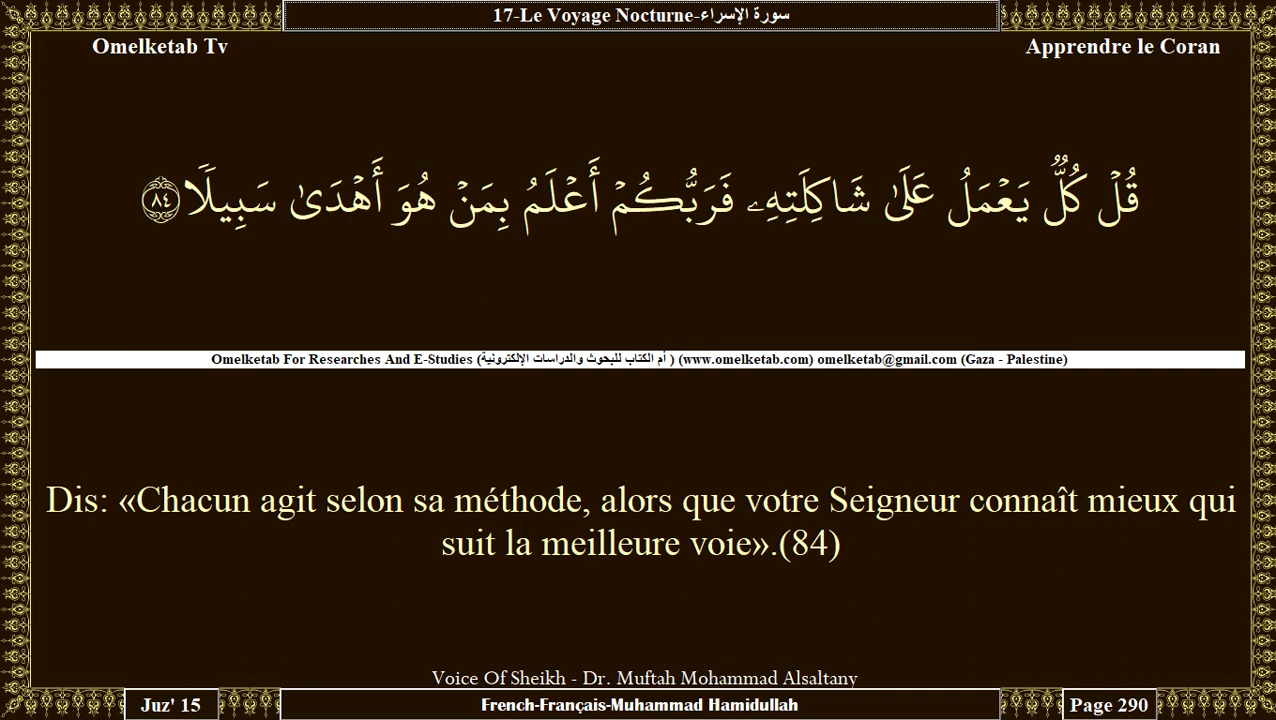 17-Le Voyage Nocturne-سورة الإسراء
Omelketab Tv
Apprendre le Coran
قُلۡ كُلّٞ يَعۡمَلُ عَلَىٰ شَاكِلَتِهِۦ فَرَبُّكُمۡ أَعۡلَمُ بِمَنۡ هُوَ أَهۡدَىٰ سَبِيلٗا ٨٤
Omelketab For Researches And E-Studies (أم الكتاب للبحوث والدراسات الإلكترونية ) (www.omelketab.com) omelketab@gmail.com (Gaza - Palestine)
Dis: «Chacun agit selon sa méthode, alors que votre Seigneur connaît mieux qui
suit la meilleure voie».(84)
Voice Of Sheikh - Dr. Muftah Mohammad Alsaltany
Juz' 15
French-Français-Muhammad Hamidullah
Page 290